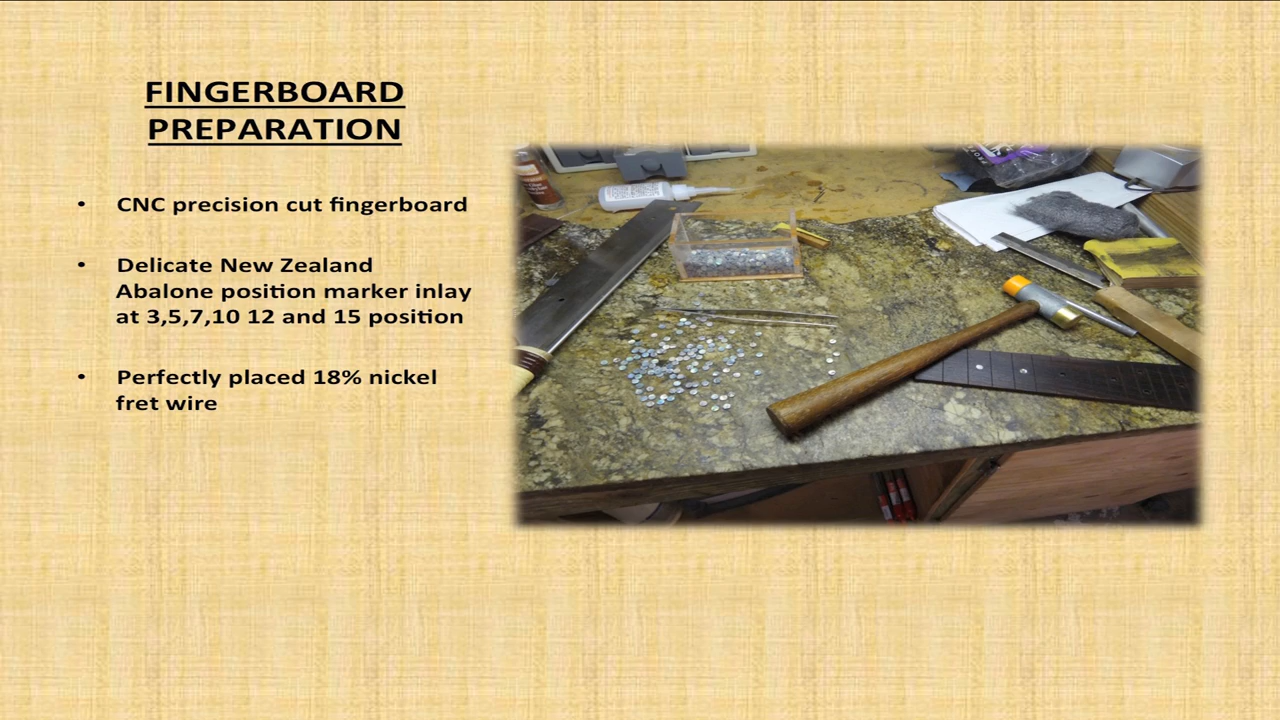 FINGERBOARD
PREPARATION
• CNC precision cut fingerboard
• Delicate New Zealand
Abalone position marker inlay
at 3,5,7,10 12 and 15 position
• Perfectly placed 18% nickel
fret wire